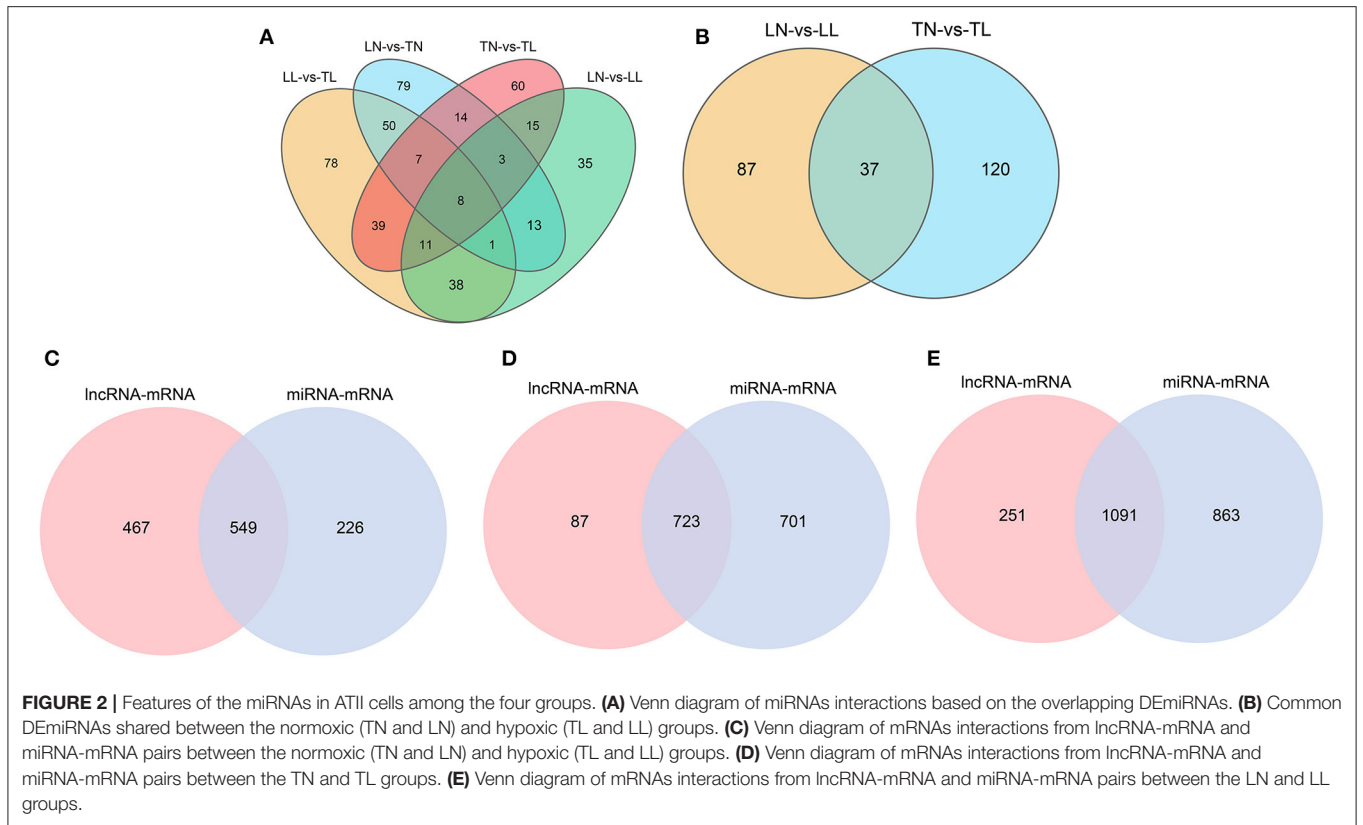 A
LN-vs-TN
TN-vs-TL
LL-vs-TL
LN-vs-LL
79
60
50
14
15
78
7
3
35
8
39
13
11
1
38
B
LN-vs-LL
TN-vs-TL
87
37
120
C
lncRNA-mRNA
miRNA-mRNA
467
549
226
D
lncRNA-mRNA
miRNA-mRNA
87
723
701
E
lncRNA-mRNA
miRNA-mRNA
251
1091
863
FIGURE 2 | Features of the miRNAs in ATII cells among the four groups. (A) Venn diagram of miRNAs interactions based on the overlapping DEmiRNAs. (B) Common
DEmiRNAs shared between the normoxic (TN and LN) and hypoxic (TL and LL) groups. (C) Venn diagram of mRNAs interactions from lncRNA-mRNA and
miRNA-mRNA pairs between the normoxic (TN and LN) and hypoxic (TL and LL) groups. (D) Venn diagram of mRNAs interactions from lncRNA-mRNA and
miRNA-mRNA pairs between the TN and TL groups. (E) Venn diagram of mRNAs interactions from lncRNA-mRNA and miRNA-mRNA pairs between the LN and LL
groups.